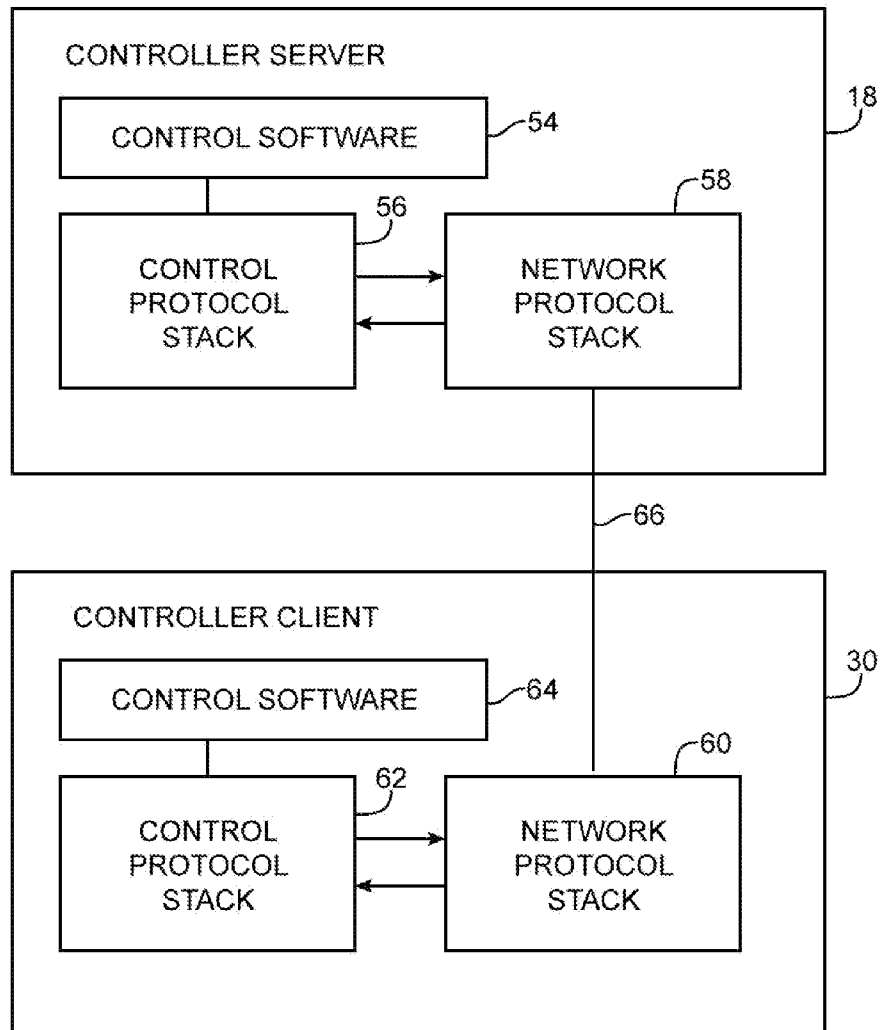 CONTROLLER SERVER
18
CONTROL SOFTWARE
54
56
58
CONTROL
PROTOCOL
STACK
NETWORK
PROTOCOL
STACK
66
CONTROLLER CLIENT
30
CONTROL SOFTWARE
64
62
60
CONTROL
PROTOCOL
STACK
NETWORK
PROTOCOL
STACK